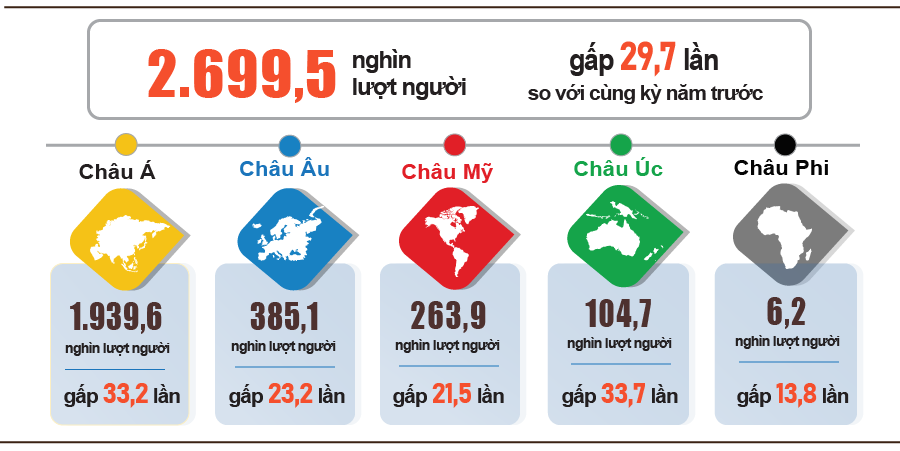 2.699,5
nghìn
lượt người
gấp 29,7 lần
so với cùng kỳ năm trước
Châu Á
Châu Âu
Châu Mỹ
Châu Úc
Châu Phi
1.939,6
nghìn lượt người
gấp 33,2 lần
385,1
nghìn lượt người
gấp 23,2 lần
263,9
nghìn lượt người
gấp 21,5 lần
104,7
nghìn lượt người
gấp 33,7 lần
6,2
nghìn lượt người
gấp 13,8 lần